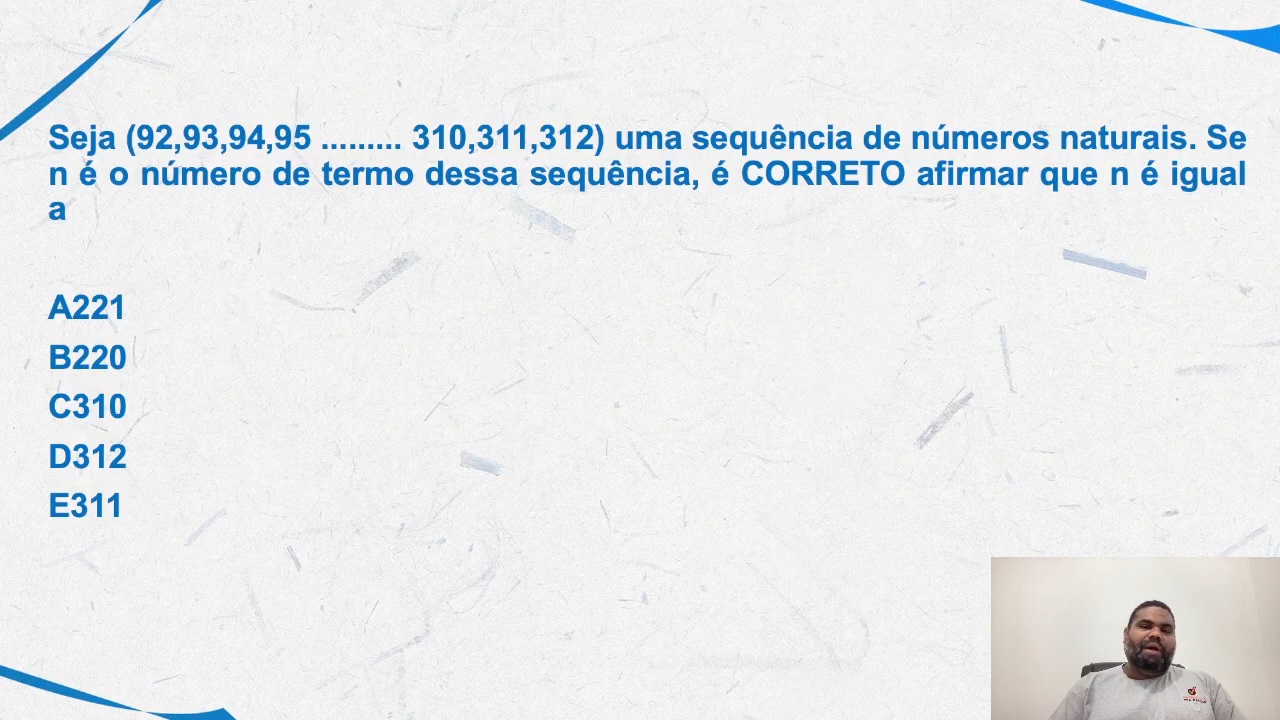 Seja (92,93,94,95 ......... 310,311,312) uma sequência de números naturais. Se
n é o número de termo dessa sequência, é CORRETO afirmar que n é igual
a
A221
B220
C310
D312
E311